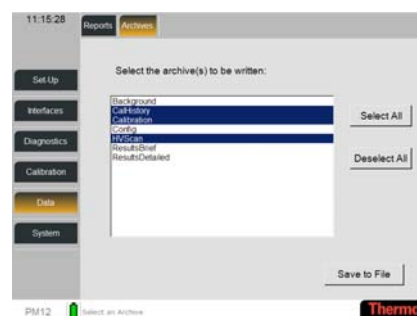 11:15:28
Reports Archives
Select the archive(s) to be written:
Set-Up
Interfaces
Diagnostics
Calibration
Data
System
Background
CalHistory
Calibration
Config
HVScan
ResultsBrief
ResultsDetailed
Select All
Deselect All
Save to File
PM12 Select an Archive
Thermo